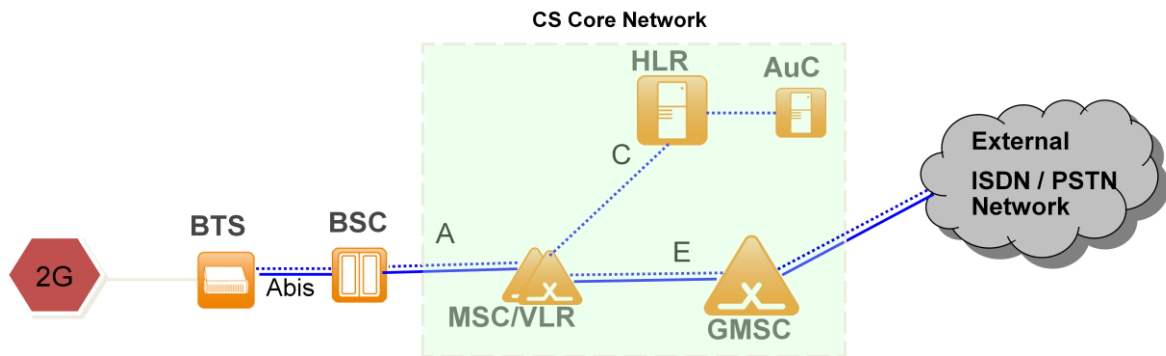 CS Core Network
HLR
AuC
C
External
ISDN / PSTN
Network
BTS
BSC
A
E
2G
Abis
MSC/VLR
GMSC